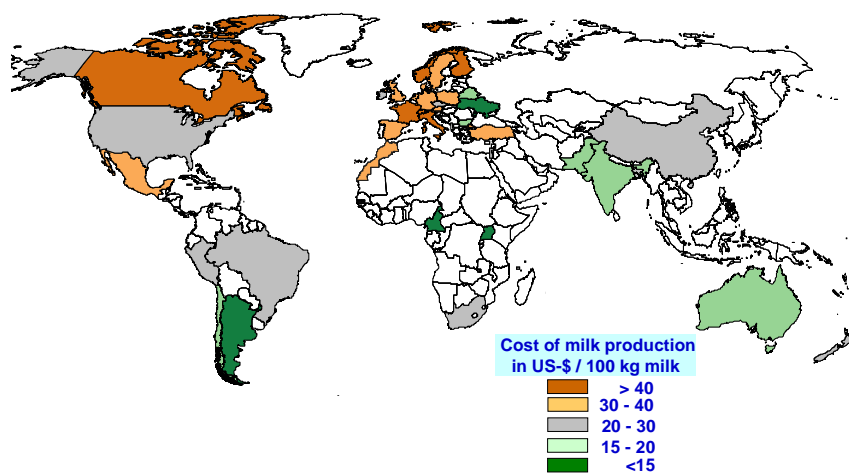 Cost of milk production
in US-$ / 100 kg milk
> 40
30 - 40
20 - 30
15 - 20
<15